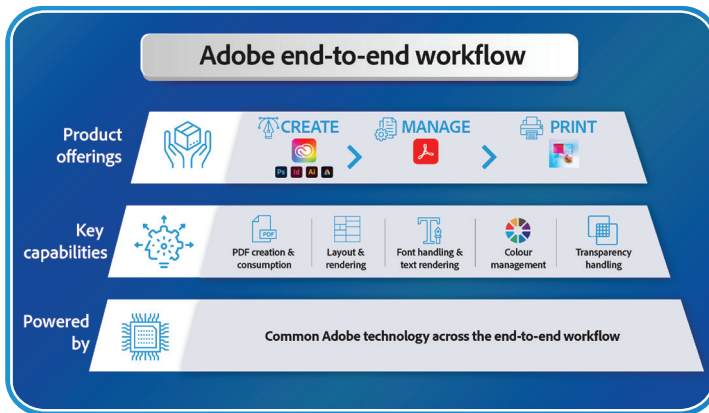 Adobe end-to-end workflow
Product
offerings
CREATE
MANAGE
PRINT
Ps Id Ai
Key
capabilities
PDF
PDF creation &
consumption
Layout &
rendering
Font handling &
text rendering
Colour
management
Transparency
handling
Powered
by
Common Adobe technology across the end-to-end workflow